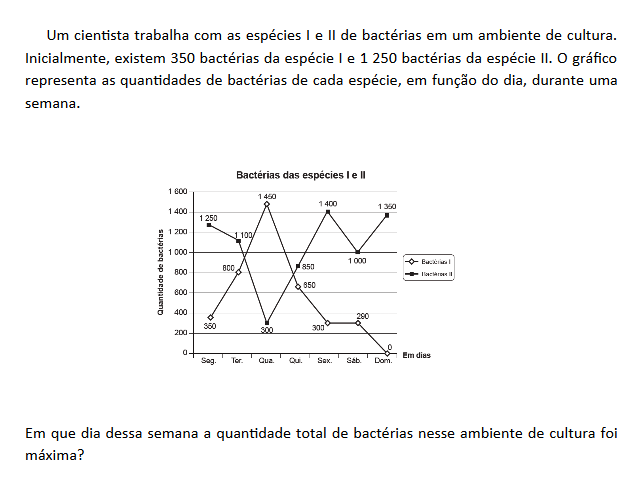 Um cientista trabalha com as espécies I e II de bactérias em um ambiente de cultura.
Inicialmente, existem 350 bactérias da espécie I e 1 250 bactérias da espécie II. O gráfico
representa as quantidades de bactérias de cada espécie, em função do dia, durante uma
semana.
Bactérias das espécies I e II
Quantidade de bactérias
1 600
1 400
1 200
1 000
800
600
400
200
0
1 250
1 100
800
350
1 450
300
850
650
1 400
300
1 000
290
1 350
0
Bactérias I
Bactérias II
Seg. Ter. Qua. Qui. Sex. Sáb. Dom.
Em dias
Em que dia dessa semana a quantidade total de bactérias nesse ambiente de cultura foi
máxima?